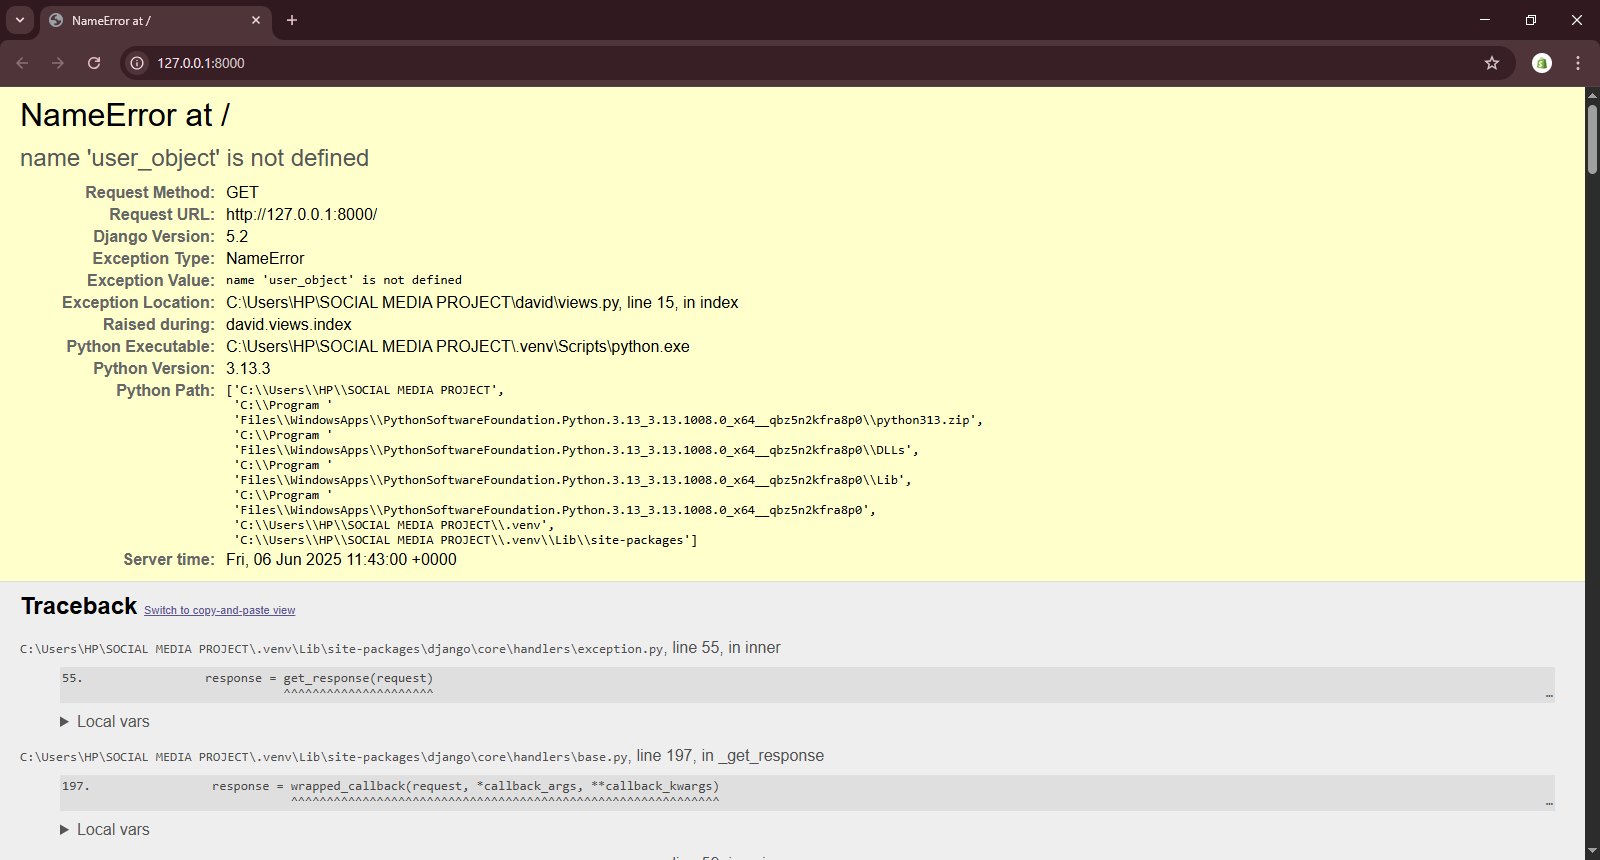 NameError at /
127.0.0.1:8000
NameError at /
name 'user_object' is not defined
Request Method: GET
Request URL: http://127.0.0.1:8000/
Django Version: 5.2
Exception Type: NameError
Exception Value: name 'user_object' is not defined
Exception Location: C:\Users\HP\SOCIAL MEDIA PROJECT\david\views.py, line 15, in index
Raised during: david.views.index
Python Executable: C:\Users\HP\SOCIAL MEDIA PROJECT\.venv\Scripts\python.exe
Python Version: 3.13.3
Python Path: ['C:\\Users\\HP\\SOCIAL MEDIA PROJECT',
'C:\\Program '
'Files\\WindowsApps\\PythonSoftwareFoundation.Python.3.13_3.13.1008.0_x64__qbz5n2kfra8p0\\python313.zip',
'C:\\Program '
'Files\\WindowsApps\\PythonSoftwareFoundation.Python.3.13_3.13.1008.0_x64__qbz5n2kfra8p0\\DLLs',
'C:\\Program '
'Files\\WindowsApps\\PythonSoftwareFoundation.Python.3.13_3.13.1008.0_x64__qbz5n2kfra8p0\\Lib',
'C:\\Program '
'Files\\WindowsApps\\PythonSoftwareFoundation.Python.3.13_3.13.1008.0_x64__qbz5n2kfra8p0',
'C:\\Users\\HP\\SOCIAL MEDIA PROJECT\\.venv',
'C:\\Users\\HP\\SOCIAL MEDIA PROJECT\\.venv\\Lib\\site-packages']
Server time: Fri, 06 Jun 2025 11:43:00 +0000
Traceback Switch to copy-and-paste view
C:\Users\HP\SOCIAL MEDIA PROJECT\.venv\Lib\site-packages\django\core\handlers\exception.py, line 55, in inner
55. response = get_response(request)
^^^^^^^^^^^^^^^^^^^^^ …
Local vars
C:\Users\HP\SOCIAL MEDIA PROJECT\.venv\Lib\site-packages\django\core\handlers\base.py, line 197, in _get_response
197. response = wrapped_callback(request, *callback_args, **callback_kwargs)
^^^^^^^^^^^^^^^^^^^^^^^^^^^^^^^^^^^^^^^^^^^^^^^^^^^^^^^^^^^^ …
Local vars